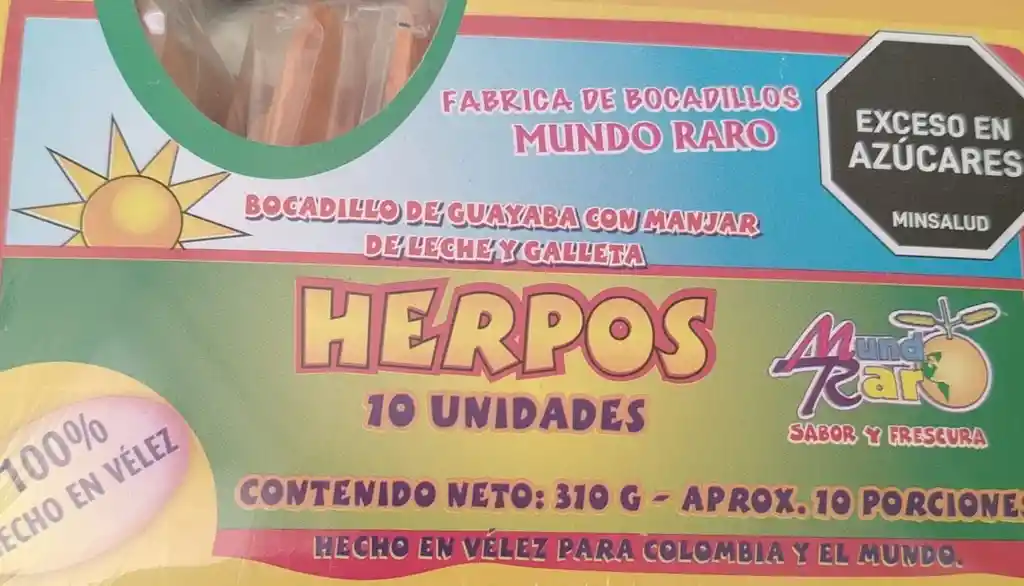 FABRICA DE BOCADILLOS
MUNDO RARO
EXCESO EN
AZÚCARES
MINSALUD
BOCADILLO DE GUAYABA CON MANJAR
DE LECHE Y GALLETA
HERPOS
10 UNIDADES
Mundo
Raro
SABOR Y FRESCURA
100%
HECHO EN VÉLEZ
CONTENIDO NETO: 310 G - APROX. 10 PORCIONES
HECHO EN VÉLEZ PARA COLOMBIA Y EL MUNDO.